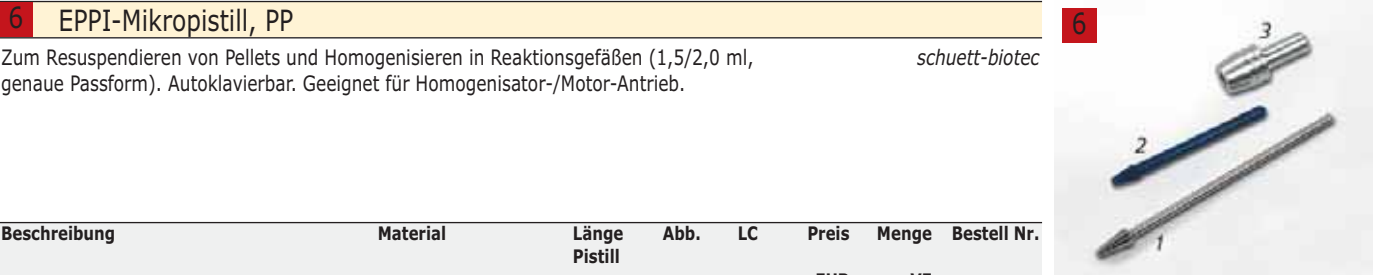 6 EPPI-Mikropistill, PP
Zum Resuspendieren von Pellets und Homogenisieren in Reaktionsgefäßen (1,5/2,0 ml,
genaue Passform). Autoklavierbar. Geeignet für Homogenisator-/Motor-Antrieb.
schuett-biotec
Beschreibung Material Länge Abb. LC Preis Menge Bestell Nr.
Pistill
6
3
2
1